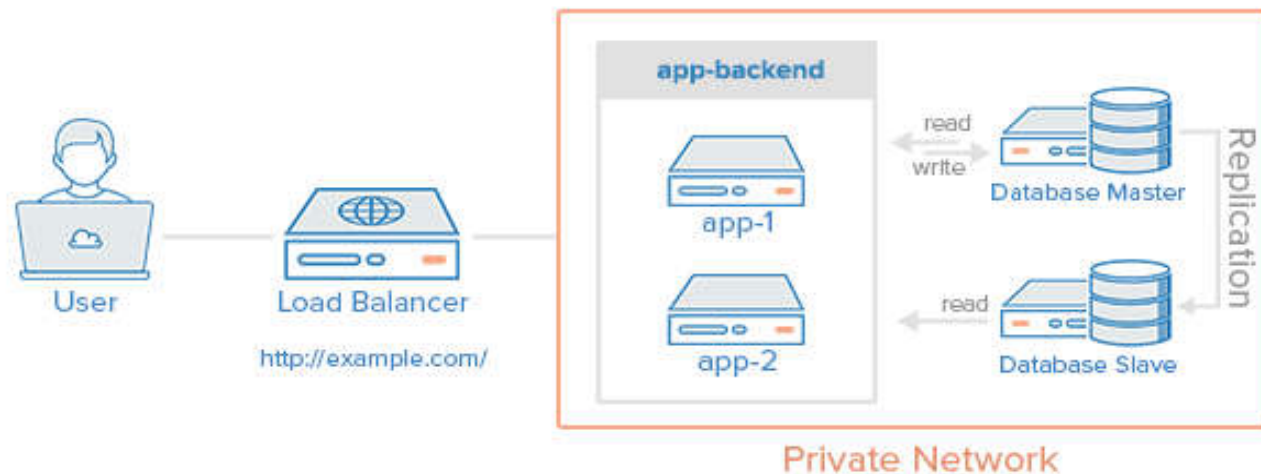 User
Load Balancer
http://example.com/
app-backend
app-1
app-2
read
write
Database Master
read
Database Slave
Replication
Private Network